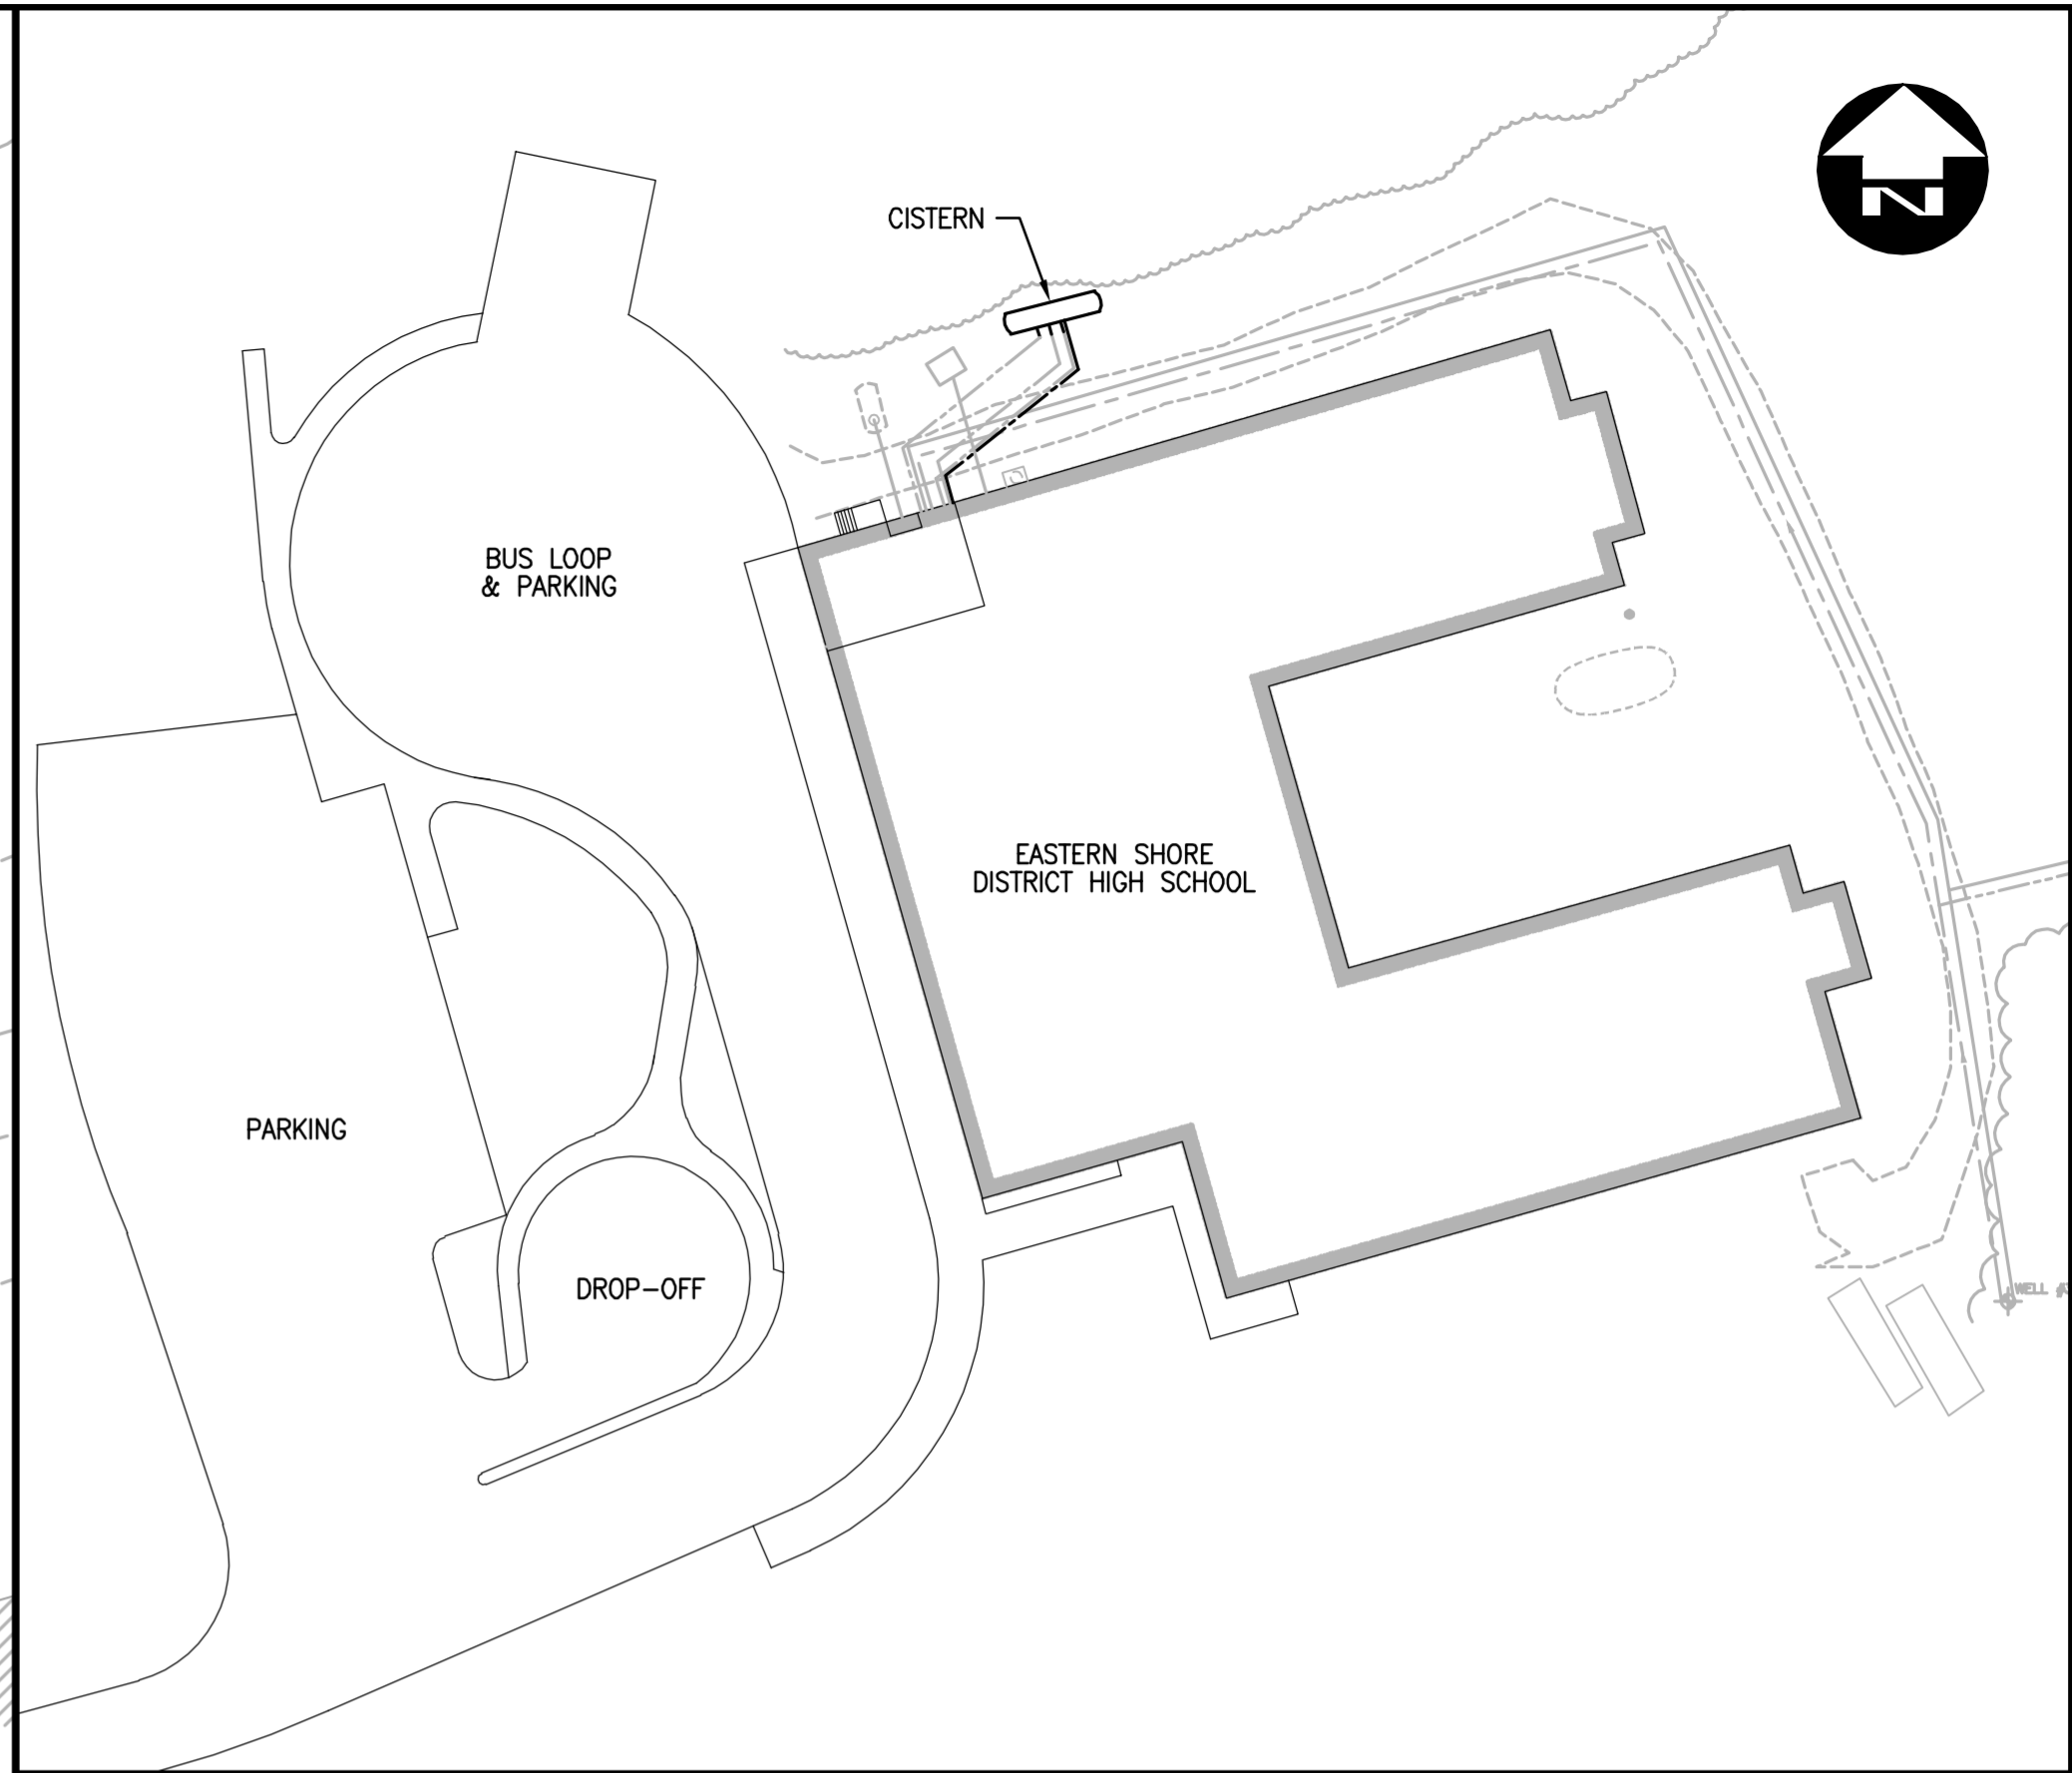 N
CISTERN
BUS LOOP
& PARKING
EASTERN SHORE
DISTRICT HIGH SCHOOL
PARKING
DROP-OFF
WELL